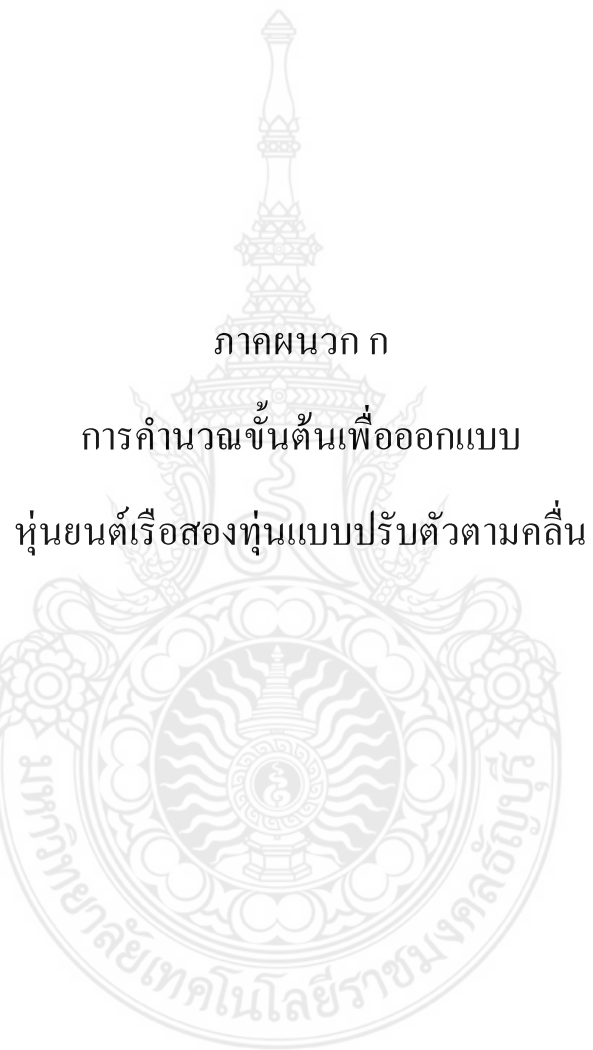 ภาคผนวก ก
การคำนวณขั้นต้นเพื่อออกแบบ
หุ่นยนต์เรือสองทุ่นแบบปรับตัวตามคลื่น
มหาวิทยาลัยเทคโนโลยีราชมงคลธัญบุรี